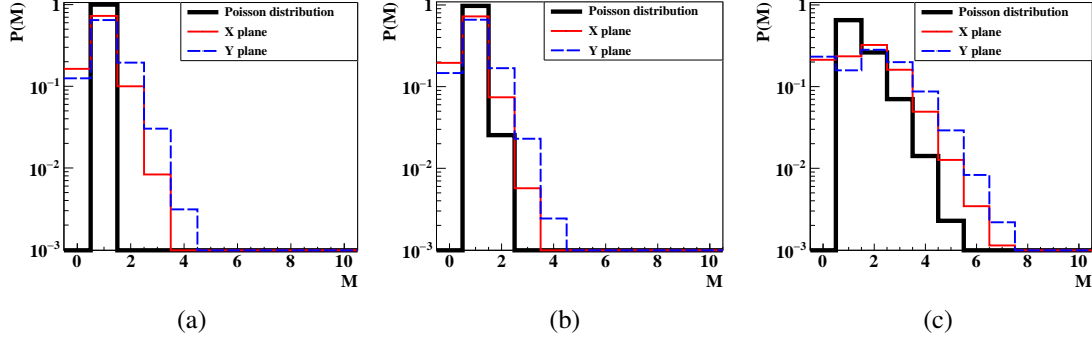 P(M)
1
10⁻¹
10⁻²
10⁻³
0 2 4 6 8 10
M
Poisson distribution
X plane
Y plane
(a)
P(M)
1
10⁻¹
10⁻²
10⁻³
0 2 4 6 8 10
M
Poisson distribution
X plane
Y plane
(b)
P(M)
1
10⁻¹
10⁻²
10⁻³
0 2 4 6 8 10
M
Poisson distribution
X plane
Y plane
(c)